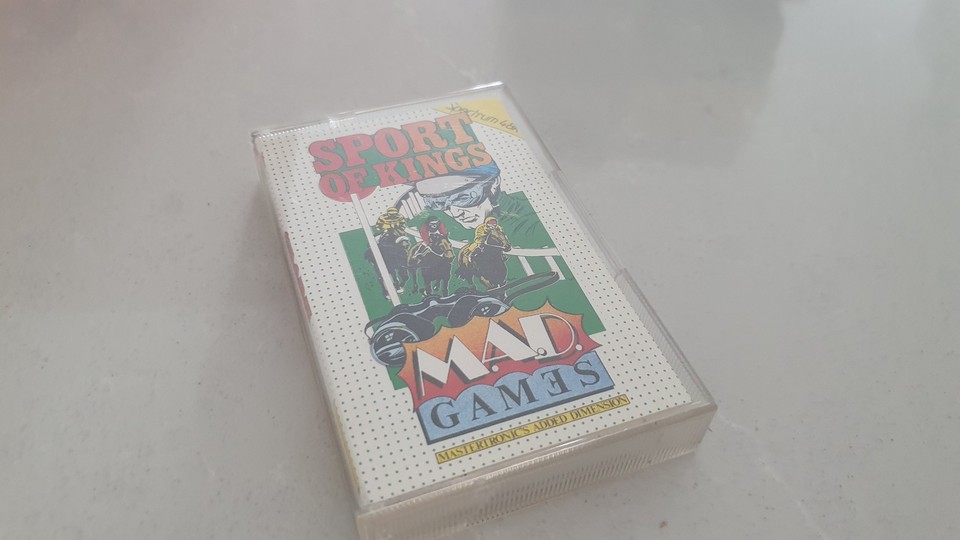 Spectrum 48K
SPORT
OF KINGS
M.A.D.
GAMES
MASTERTRONIC'S ADDED DIMENSION